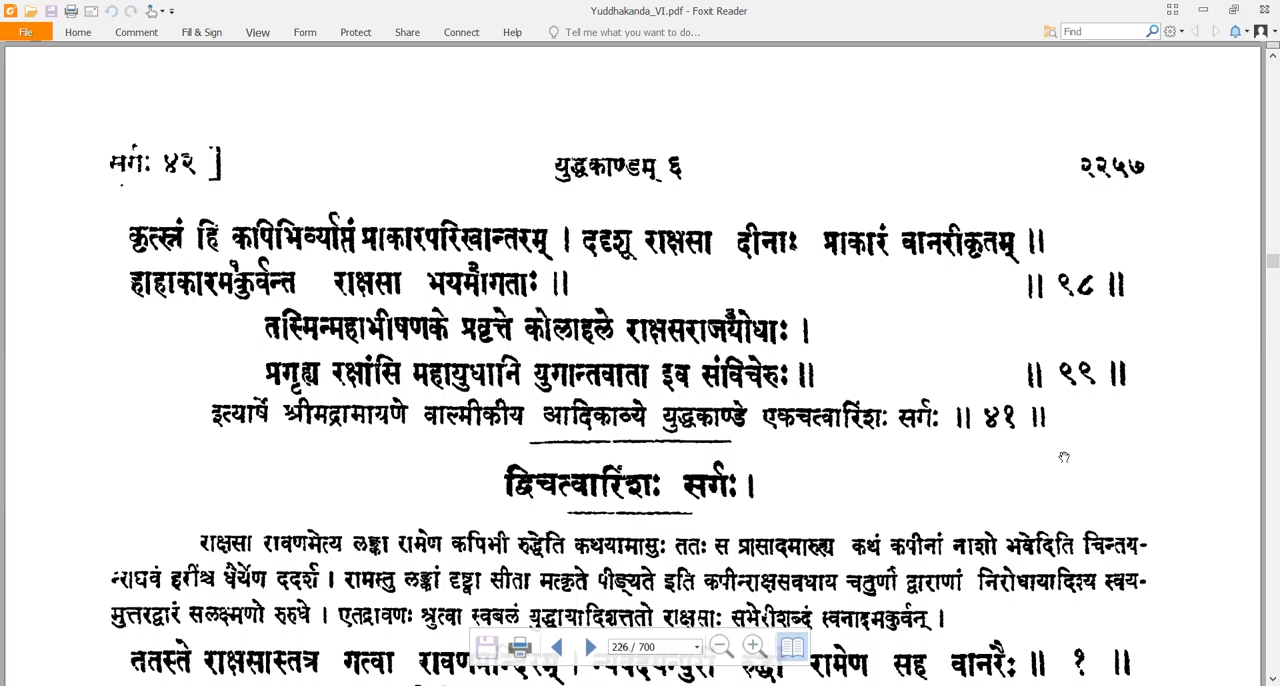 Yuddhakanda_VI.pdf - Foxit Reader
File Home Comment Fill & Sign View Form Protect Share Connect Help Tell me what you want to do... Find
सर्गः ४२ ] युद्धकाण्डम् ६ २२५७
कृत्स्नं हि कपिभिर्व्याप्तं प्राकारपरिखान्तरम् । ददृशू राक्षसा दीनाः प्राकारं वानरीकृतम् ॥
हाहाकारमकुर्वन्त राक्षसा भयमागताः ॥ ॥ ९८ ॥
तस्मिन्महाभीषणके प्रवृत्ते कोलाहले राक्षसराजयोधाः ।
प्रगृह्य रक्षांसि महायुधानि युगान्तवाता इव संविचेरुः ॥ ॥ ९९ ॥
इत्यार्षे श्रीमद्रामायणे वाल्मीकीय आदिकाव्ये युद्धकाण्डे एकचत्वारिंशः सर्गः ॥ ४१ ॥
द्विचत्वारिंशः सर्गः ।
राक्षसा रावणमेत्य लङ्का रामेण कपिभी रुद्धेति कथयामासुः ततः स प्रासादमारुह्य कथं कपीनां नाशो भवेदिति चिन्तय-
न्राघवं हरींश्च धैर्येण ददर्श । रामस्तु लङ्कां दृष्ट्वा सीता मत्कृते पीड्यते इति कपीन्राक्षसवधाय चतुर्णां द्वाराणां निरोधायादिश्य स्वय-
मुत्तरद्वारं सलक्ष्मणो रुरुधे । एतद्रावणः श्रुत्वा स्वबलं युद्धायादिशत्ततो राक्षसाः सभेरीशब्दं स्वनादमकुर्वन् ।
ततस्ते राक्षसास्तत्र गत्वा रामेण सह वानरैः ॥ १ ॥
226 / 700